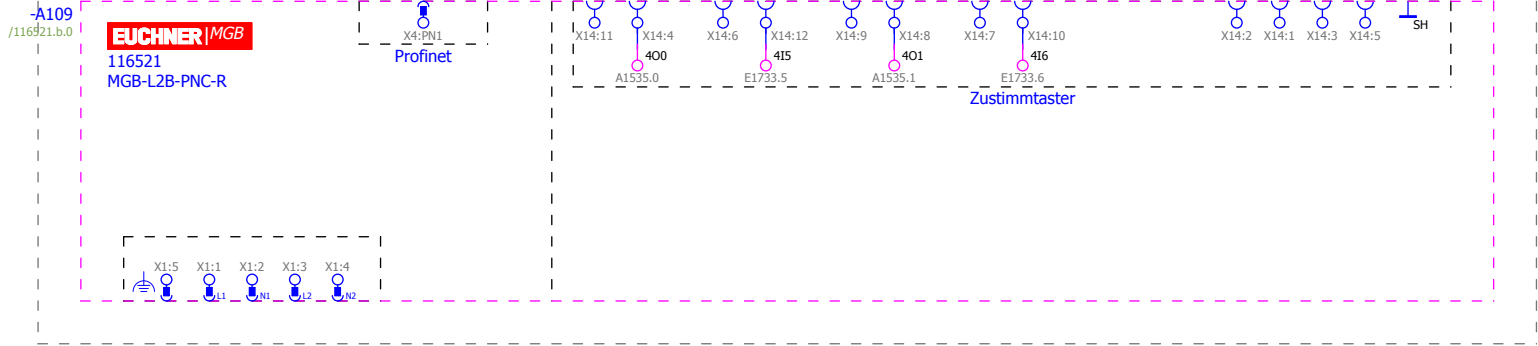 -A109
/116921.b.0
EUCHNER|MGB
116521
MGB-L2B-PNC-R
X4:PN1
Profinet
X14:11 X14:4 X14:6 X14:12 X14:9 X14:8 X14:7 X14:10 X14:2 X14:1 X14:3 X14:5 SH
4O0 4I5 4O1 4I6
A1535.0 E1733.5 A1535.1 E1733.6
Zustimmtaster
X1:5 X1:1 X1:2 X1:3 X1:4
L1 N1 L2 N2